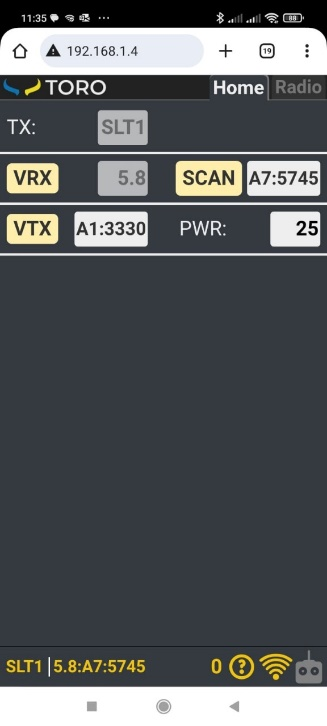 11:35
192.168.1.4
19
88
TORO Home Radio
TX: SLT1
VRX 5.8 SCAN A7:5745
VTX A1:3330 PWR: 25
SLT1 5.8:A7:5745 0 ?